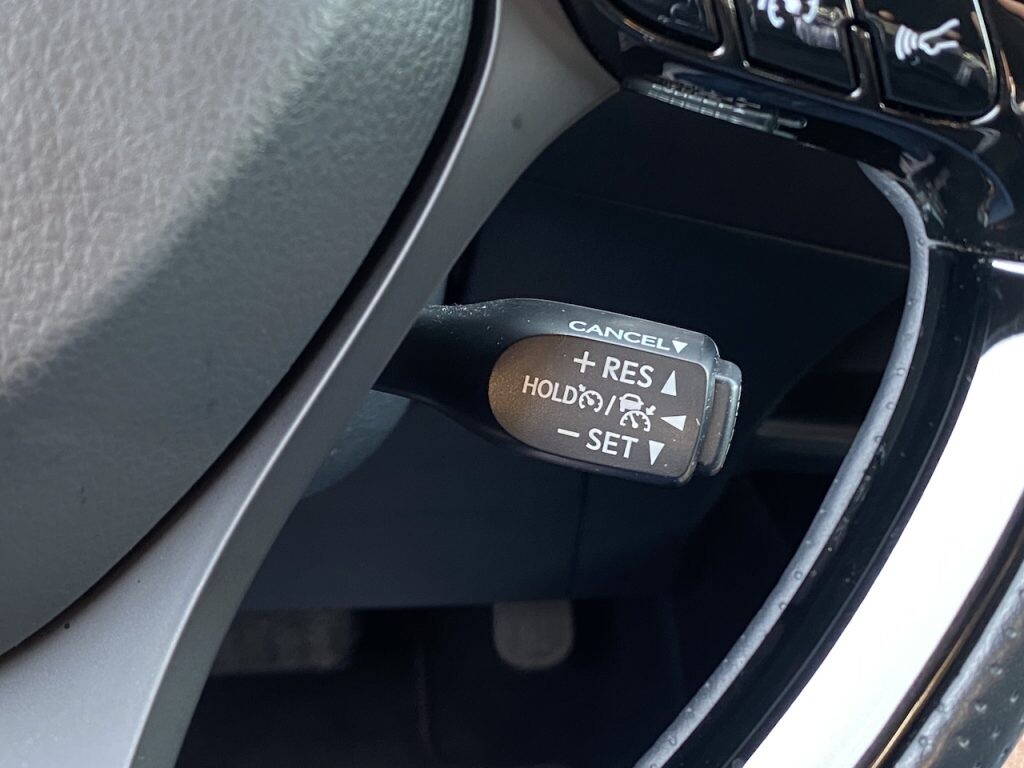 CANCEL▼
+ RES ▲
HOLD / ◀
– SET ▼